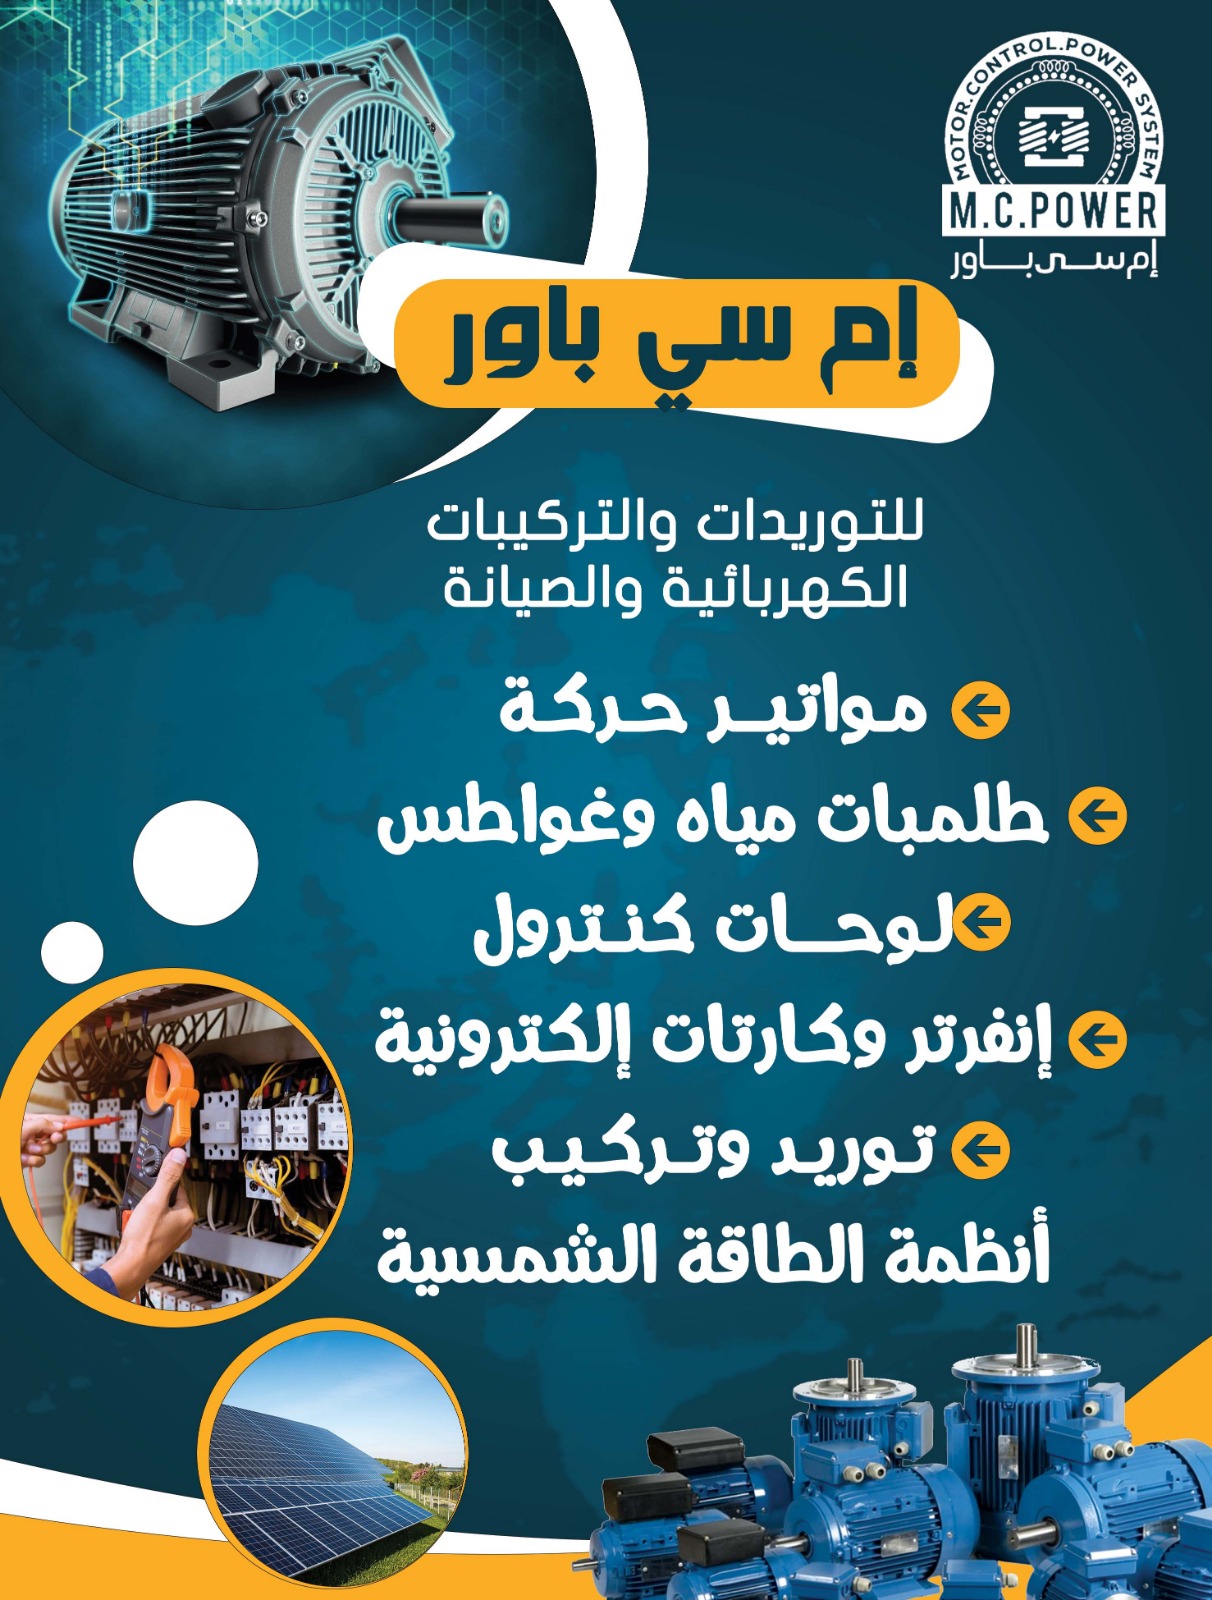 MOTOR.CONTROL.POWER SYSTEM
M.C.POWER
إم سى باور
إم سي باور
للتوريدات والتركيبات
الكهربائية والصيانة
مواتير حركة
طلمبات مياه وغواطس
لوحات كنترول
إنفرتر وكارتات إلكترونية
توريد وتركيب
أنظمة الطاقة الشمسية